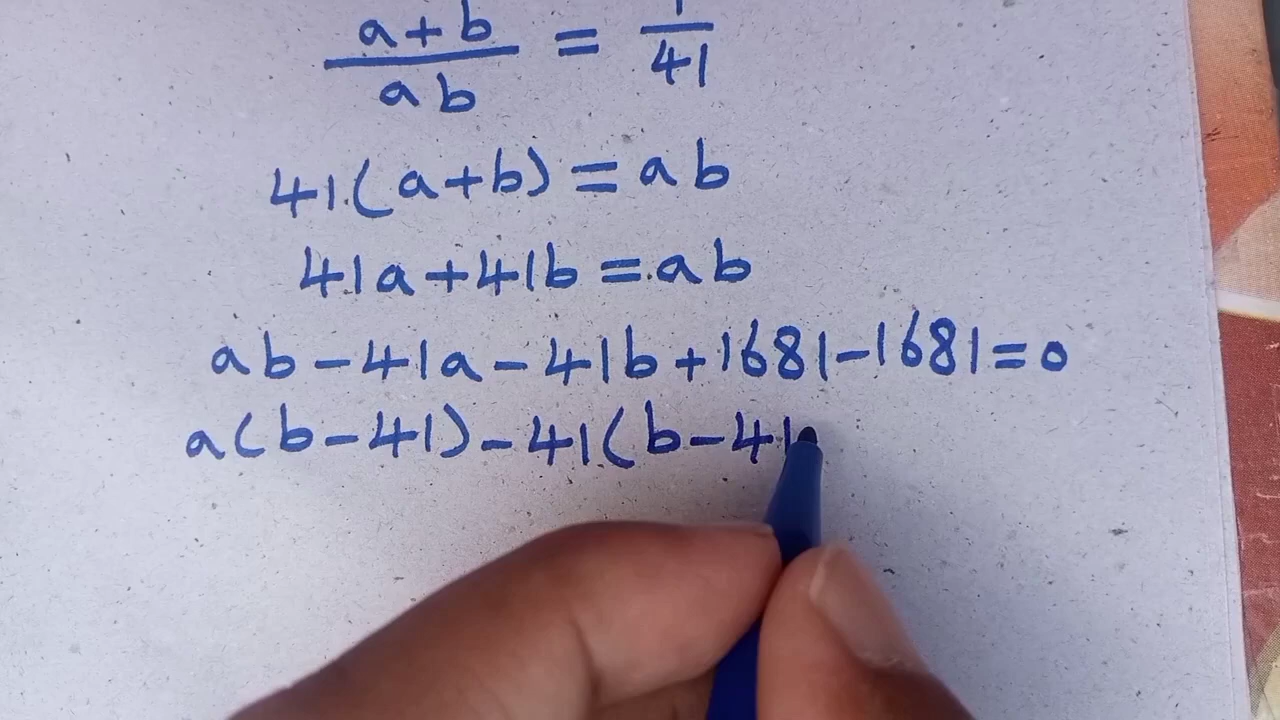 a+b/ab = 1/41
41(a+b)=ab
41a+41b=ab
ab-41a-41b+1681-1681=0
a(b-41)-41(b-41